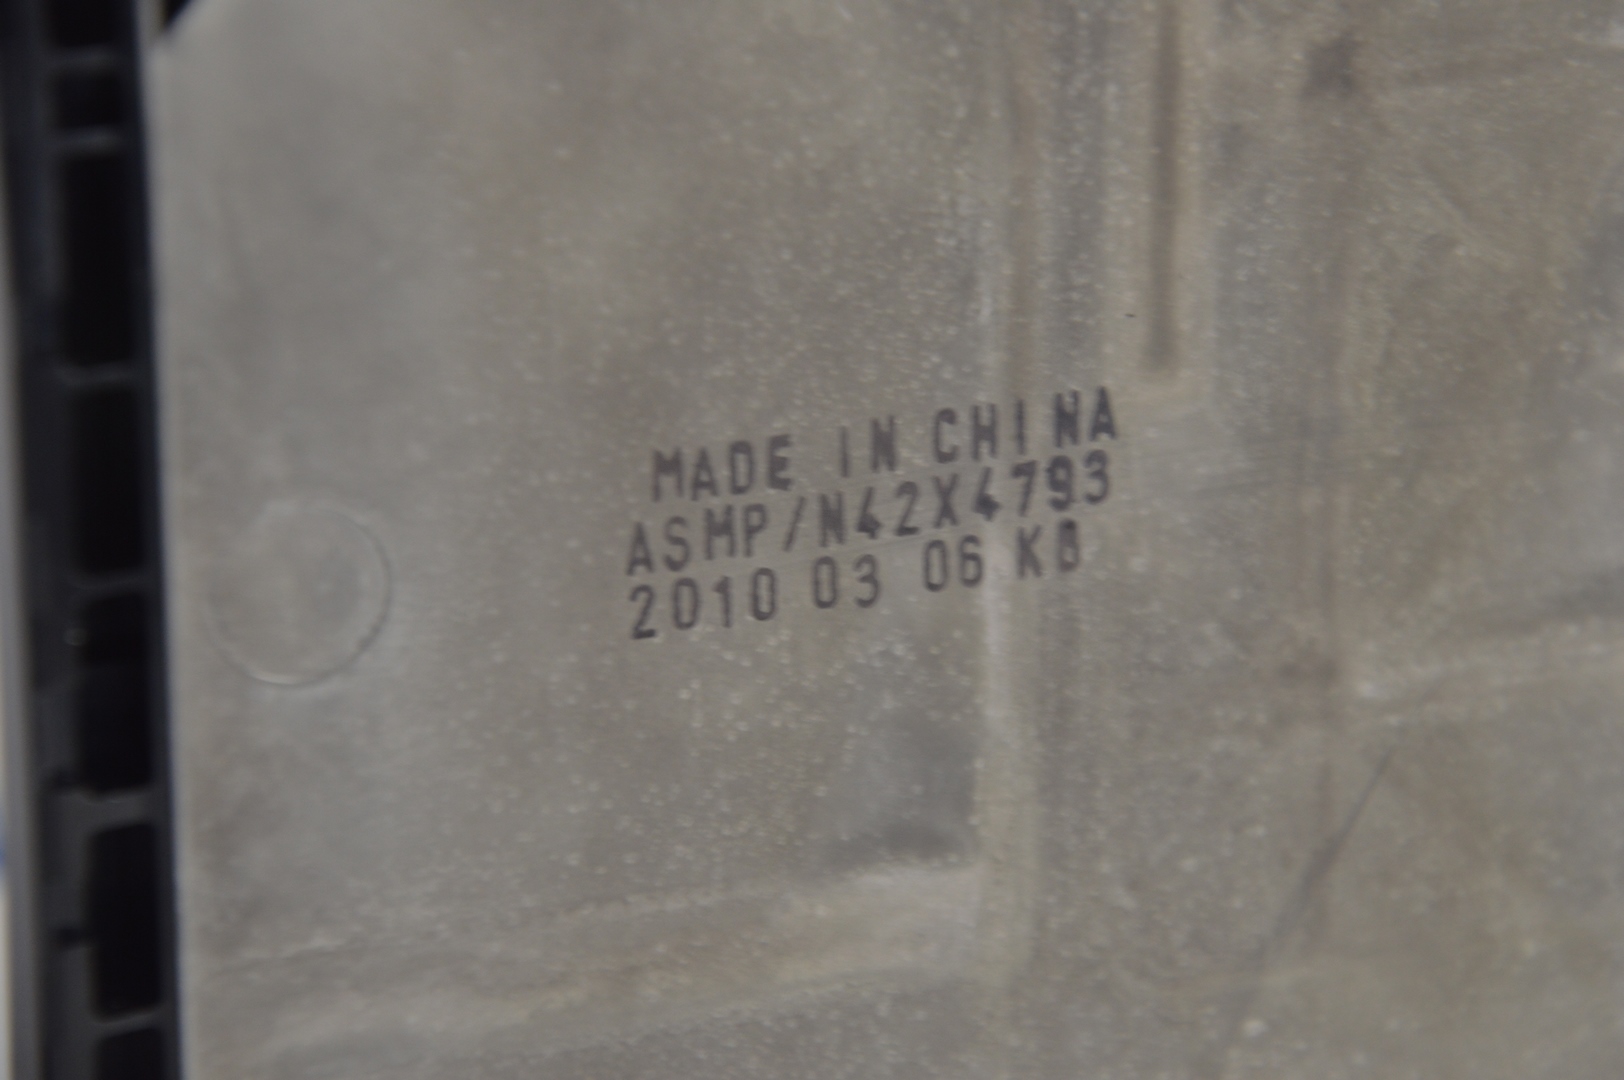 MADE IN CHINA
ASMP/N42X4793
2010 03 06 KB